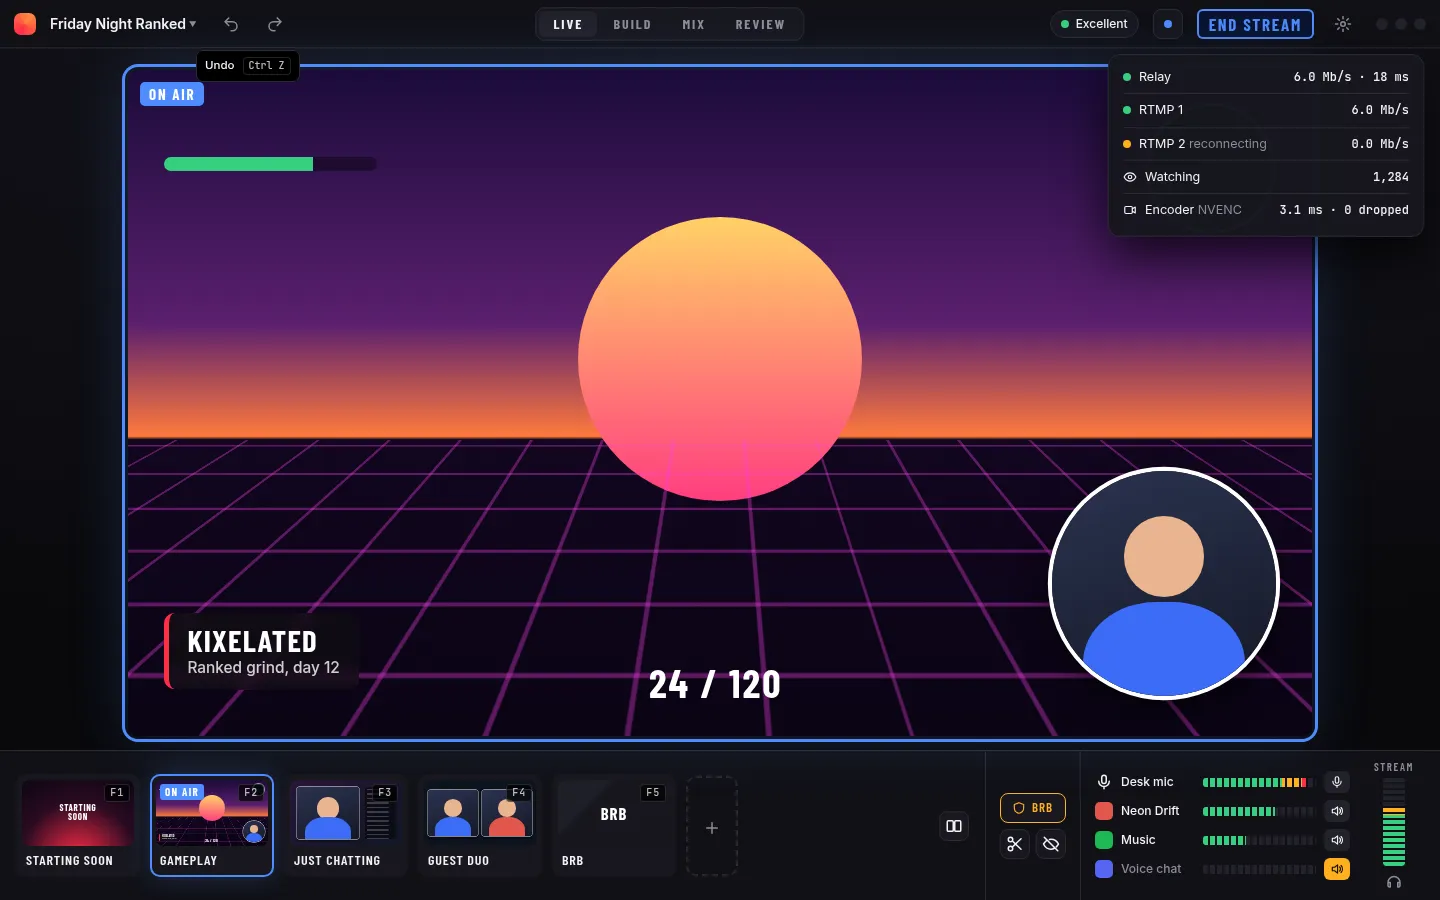 Friday Night Ranked
LIVE
BUILD
MIX
REVIEW
Excellent
END STREAM
Undo
Ctrl Z
ON AIR
Relay
6.0 Mb/s · 18 ms
RTMP 1
6.0 Mb/s
RTMP 2 reconnecting
0.0 Mb/s
Watching
1,284
Encoder NVENC
3.1 ms · 0 dropped
KIXELATED
Ranked grind, day 12
24 / 120
F1
STARTING
SOON
STARTING SOON
ON AIR
F2
GAMEPLAY
F3
JUST CHATTING
F4
GUEST DUO
F5
BRB
BRB
BRB
Desk mic
Neon Drift
Music
Voice chat
STREAM